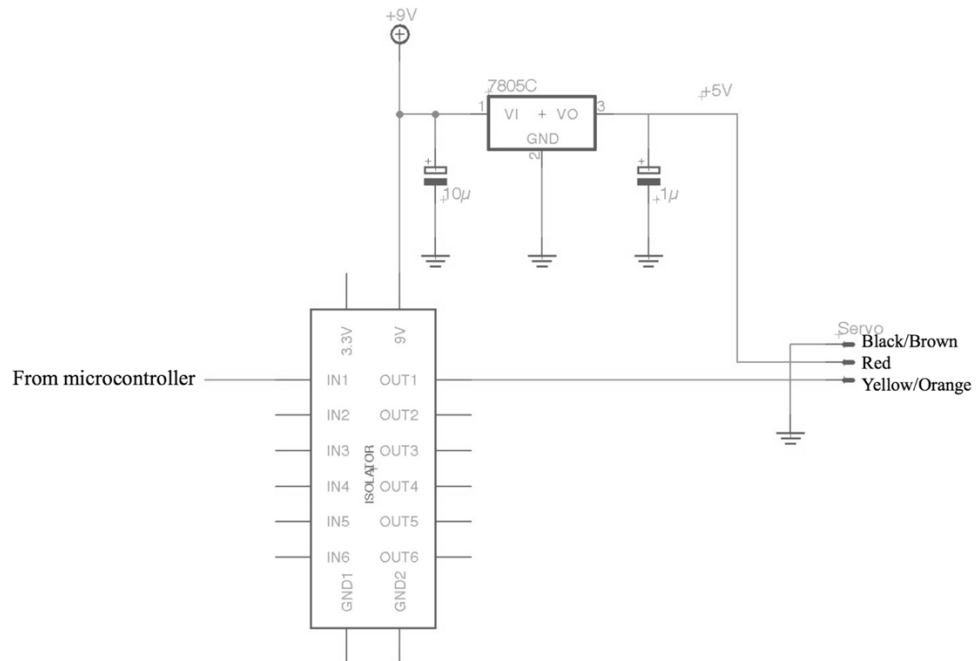 +9V
7805C
+5V
1 VI + VO 3
GND
2
+
10µ
+
1µ
3.3V 9V
Servo
Black/Brown
Red
Yellow/Orange
From microcontroller
IN1 OUT1
IN2 OUT2
IN3 OUT3
IN4 OUT4
IN5 OUT5
IN6 OUT6
ISOLATOR
GND1 GND2